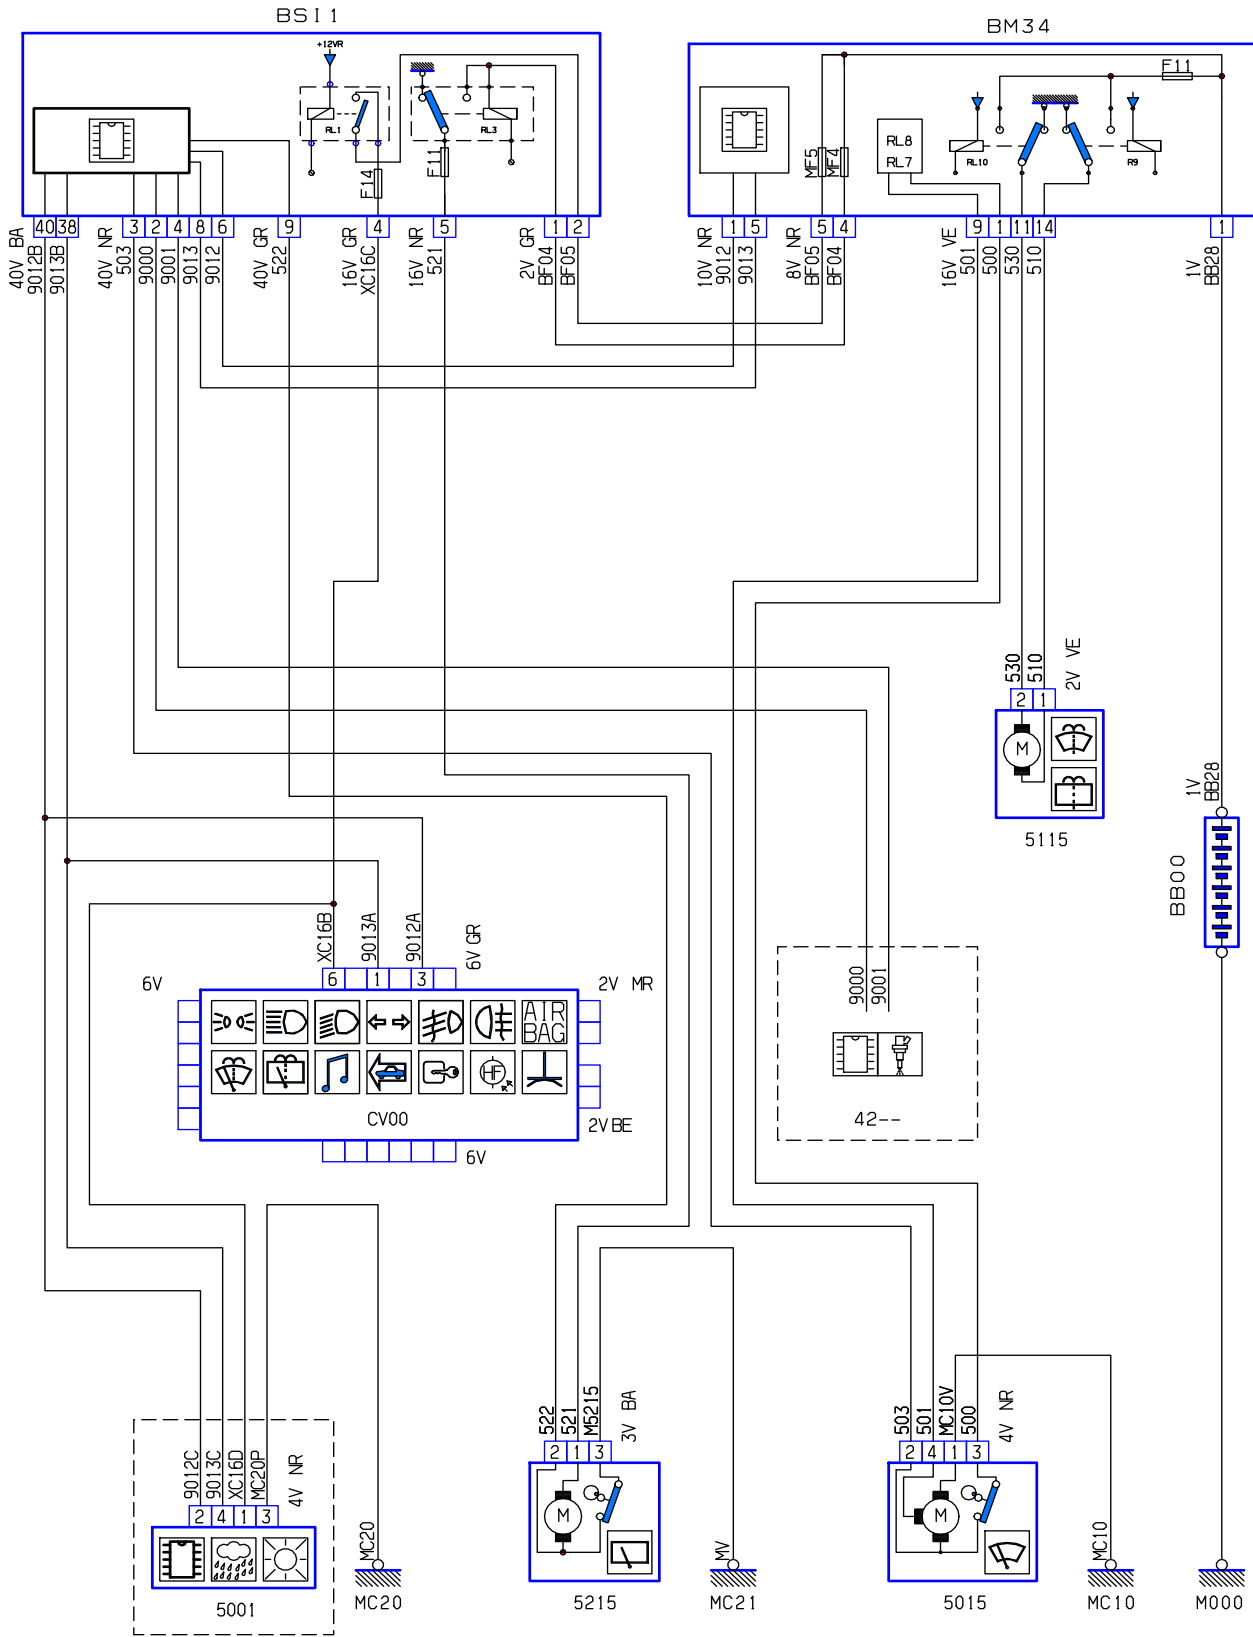 BSI1
BM34
+12VR
F11
RL1
RL3
RL10
R9
RL8
RL7
F14
F11
MF5
MF4
40 38
3 2 4 8 6
9
4
5
1 2
1 5
5 4
9 1 11 14
1
40V BA
9012B
9013B
40V NR
503
9000
9001
9013
9012
40V GR
522
16V GR
XC16C
16V NR
521
2V GR
BF04
BF05
10V NR
9012
9013
8V NR
BF05
BF04
16V VE
501
500
530
510
1V
BB28
530
510
2V VE
2 1
M
5115
1V
BB28
BB00
XC16B
9013A
9012A
6V GR
6 1 3
6V
2V MR
AIR
BAG
HF
CV00
2V BE
6V
9000
9001
42--
9012C
9013C
XC16D
MC20P
4V NR
2 4 1 3
5001
MC20
MC20
522
521
M5215
3V BA
2 1 3
M
5215
MV
MC21
503
501
MC10V
500
4V NR
2 4 1 3
M
5015
MC10
MC10
M000